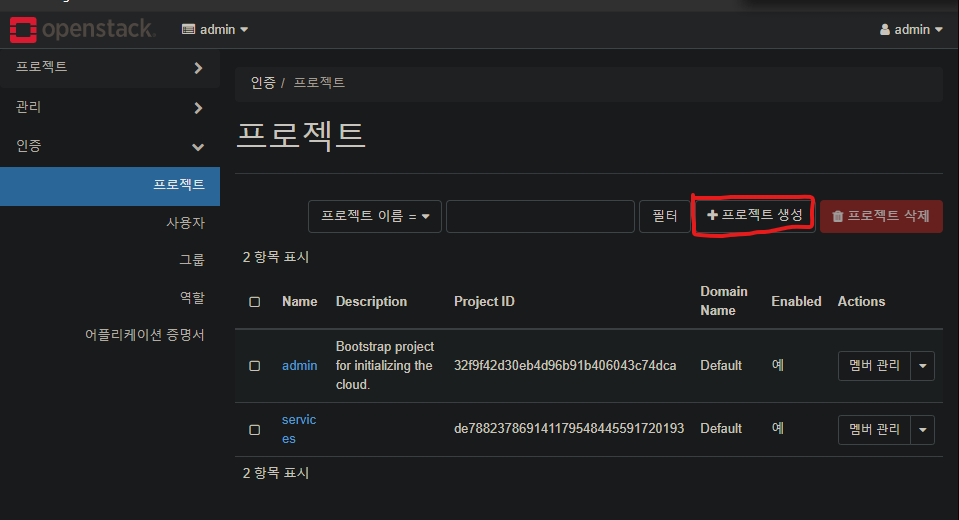 openstack.
admin
admin
프로젝트
관리
인증
프로젝트
사용자
그룹
역할
어플리케이션 증명서
인증 / 프로젝트
프로젝트
프로젝트 이름 =
필터
프로젝트 생성
프로젝트 삭제
2 항목 표시
Name Description Project ID Domain Name Enabled Actions
admin Bootstrap project for initializing the cloud. 32f9f42d30eb4d96b91b406043c74dca Default 예 멤버 관리
services de788237869141179548445591720193 Default 예 멤버 관리
2 항목 표시